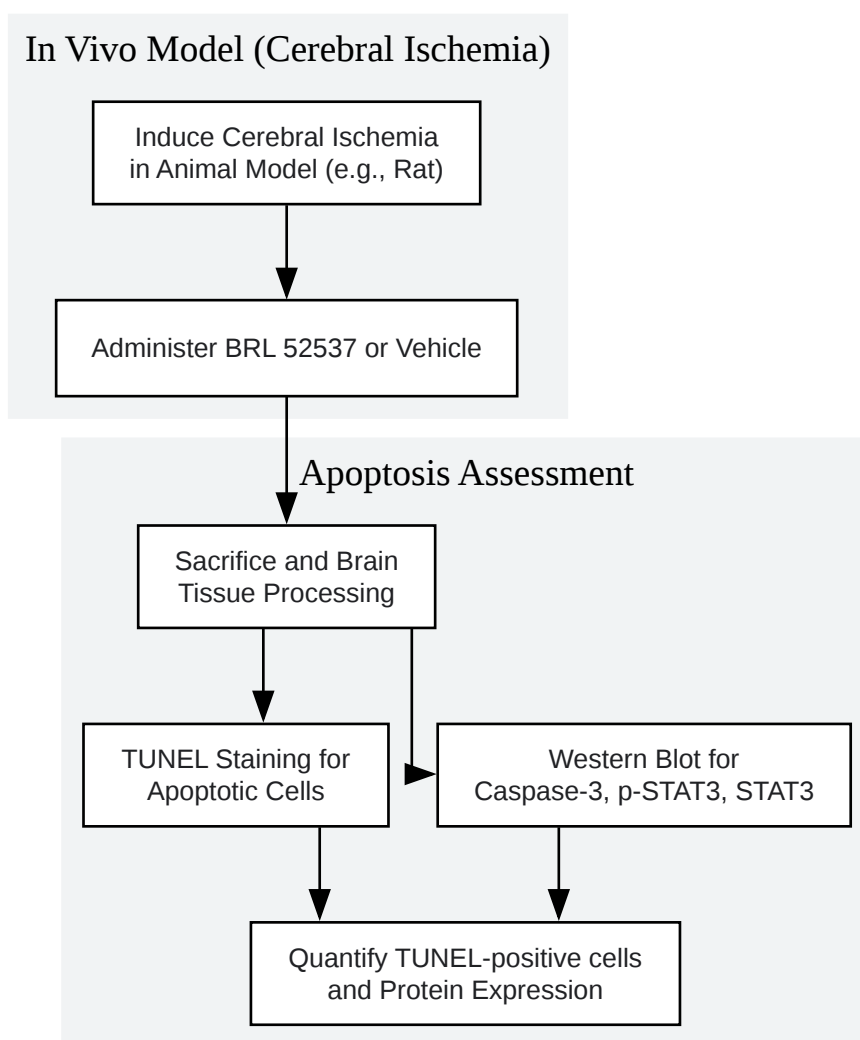 In Vivo Model (Cerebral Ischemia)
Induce Cerebral Ischemia
in Animal Model (e.g., Rat)
Administer BRL 52537 or Vehicle
Apoptosis Assessment
Sacrifice and Brain
Tissue Processing
TUNEL Staining for
Apoptotic Cells
Western Blot for
Caspase-3, p-STAT3, STAT3
Quantify TUNEL-positive cells
and Protein Expression